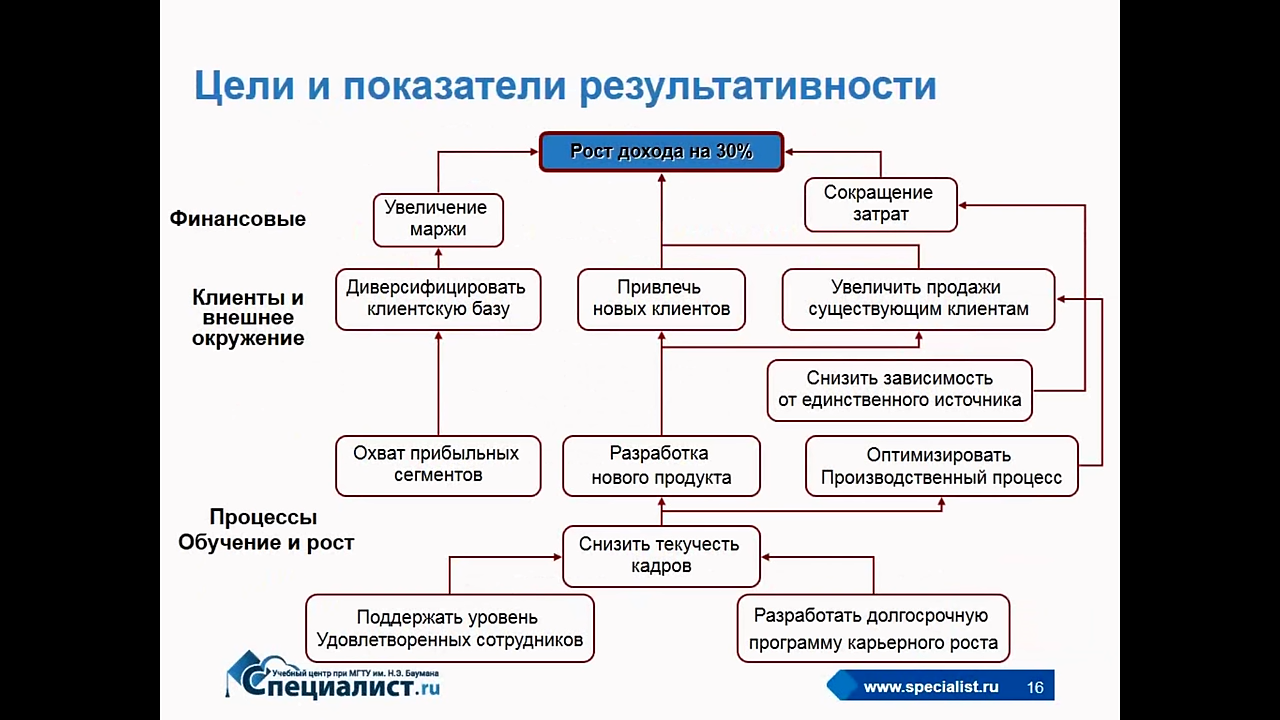 Цели и показатели результативности
Рост дохода на 30%
Финансовые
Увеличение
маржи
Сокращение
затрат
Клиенты и
внешнее
окружение
Диверсифицировать
клиентскую базу
Привлечь
новых клиентов
Увеличить продажи
существующим клиентам
Снизить зависимость
от единственного источника
Охват прибыльных
сегментов
Разработка
нового продукта
Оптимизировать
Производственный процесс
Процессы
Обучение и рост
Снизить текучесть
кадров
Поддержать уровень
Удовлетворенных сотрудников
Разработать долгосрочную
программу карьерного роста
Учебный центр при МГТУ им. Н.Э. Баумана
Специалист.ru
www.specialist.ru
16